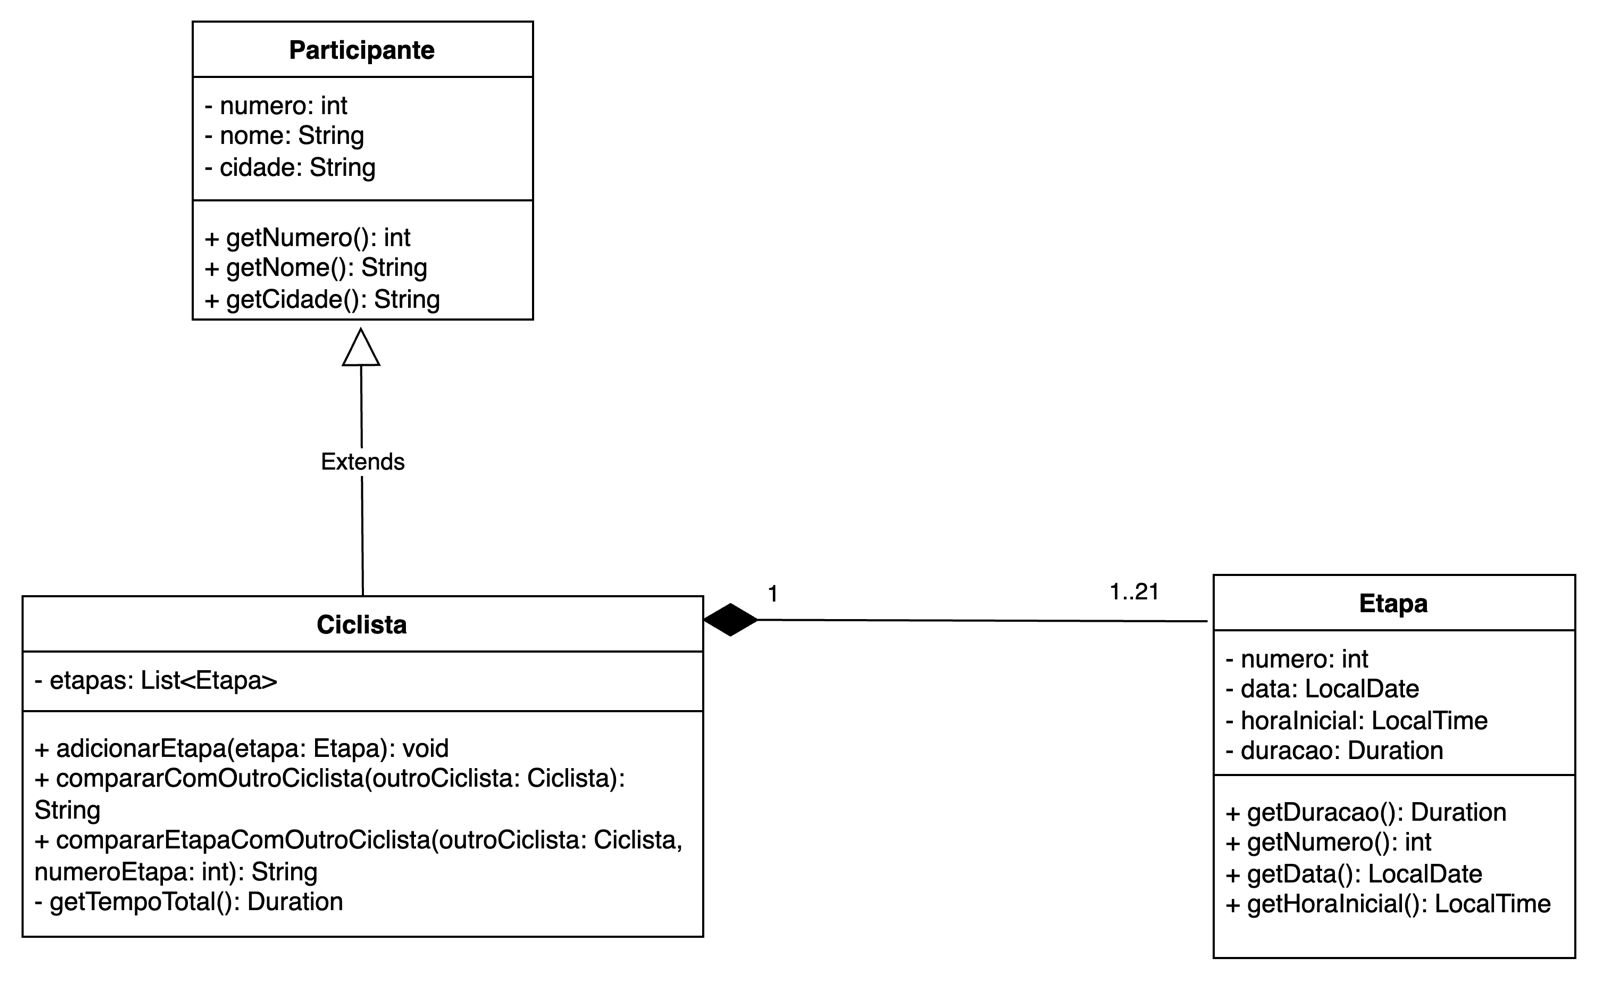 Participante
- numero: int
- nome: String
- cidade: String
+ getNumero(): int
+ getNome(): String
+ getCidade(): String
Extends
Ciclista
- etapas: List<Etapa>
+ adicionarEtapa(etapa: Etapa): void
+ compararComOutroCiclista(outroCiclista: Ciclista):
String
+ compararEtapaComOutroCiclista(outroCiclista: Ciclista,
numeroEtapa: int): String
- getTempoTotal(): Duration
1
1..21
Etapa
- numero: int
- data: LocalDate
- horaInicial: LocalTime
- duracao: Duration
+ getDuracao(): Duration
+ getNumero(): int
+ getData(): LocalDate
+ getHoraInicial(): LocalTime